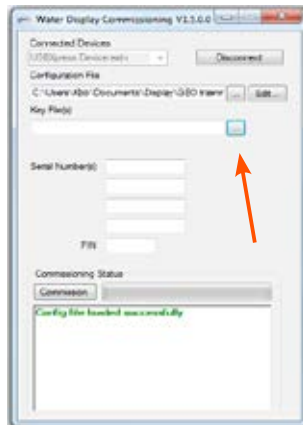 Water Display Commissioning V1.5.0.0
Connected Devices
Disconnect
Configuration File
... Edit...
Key File(s)
...
Serial Number(s)
PIN
Commissioning Status
Commission
Config file loaded successfully